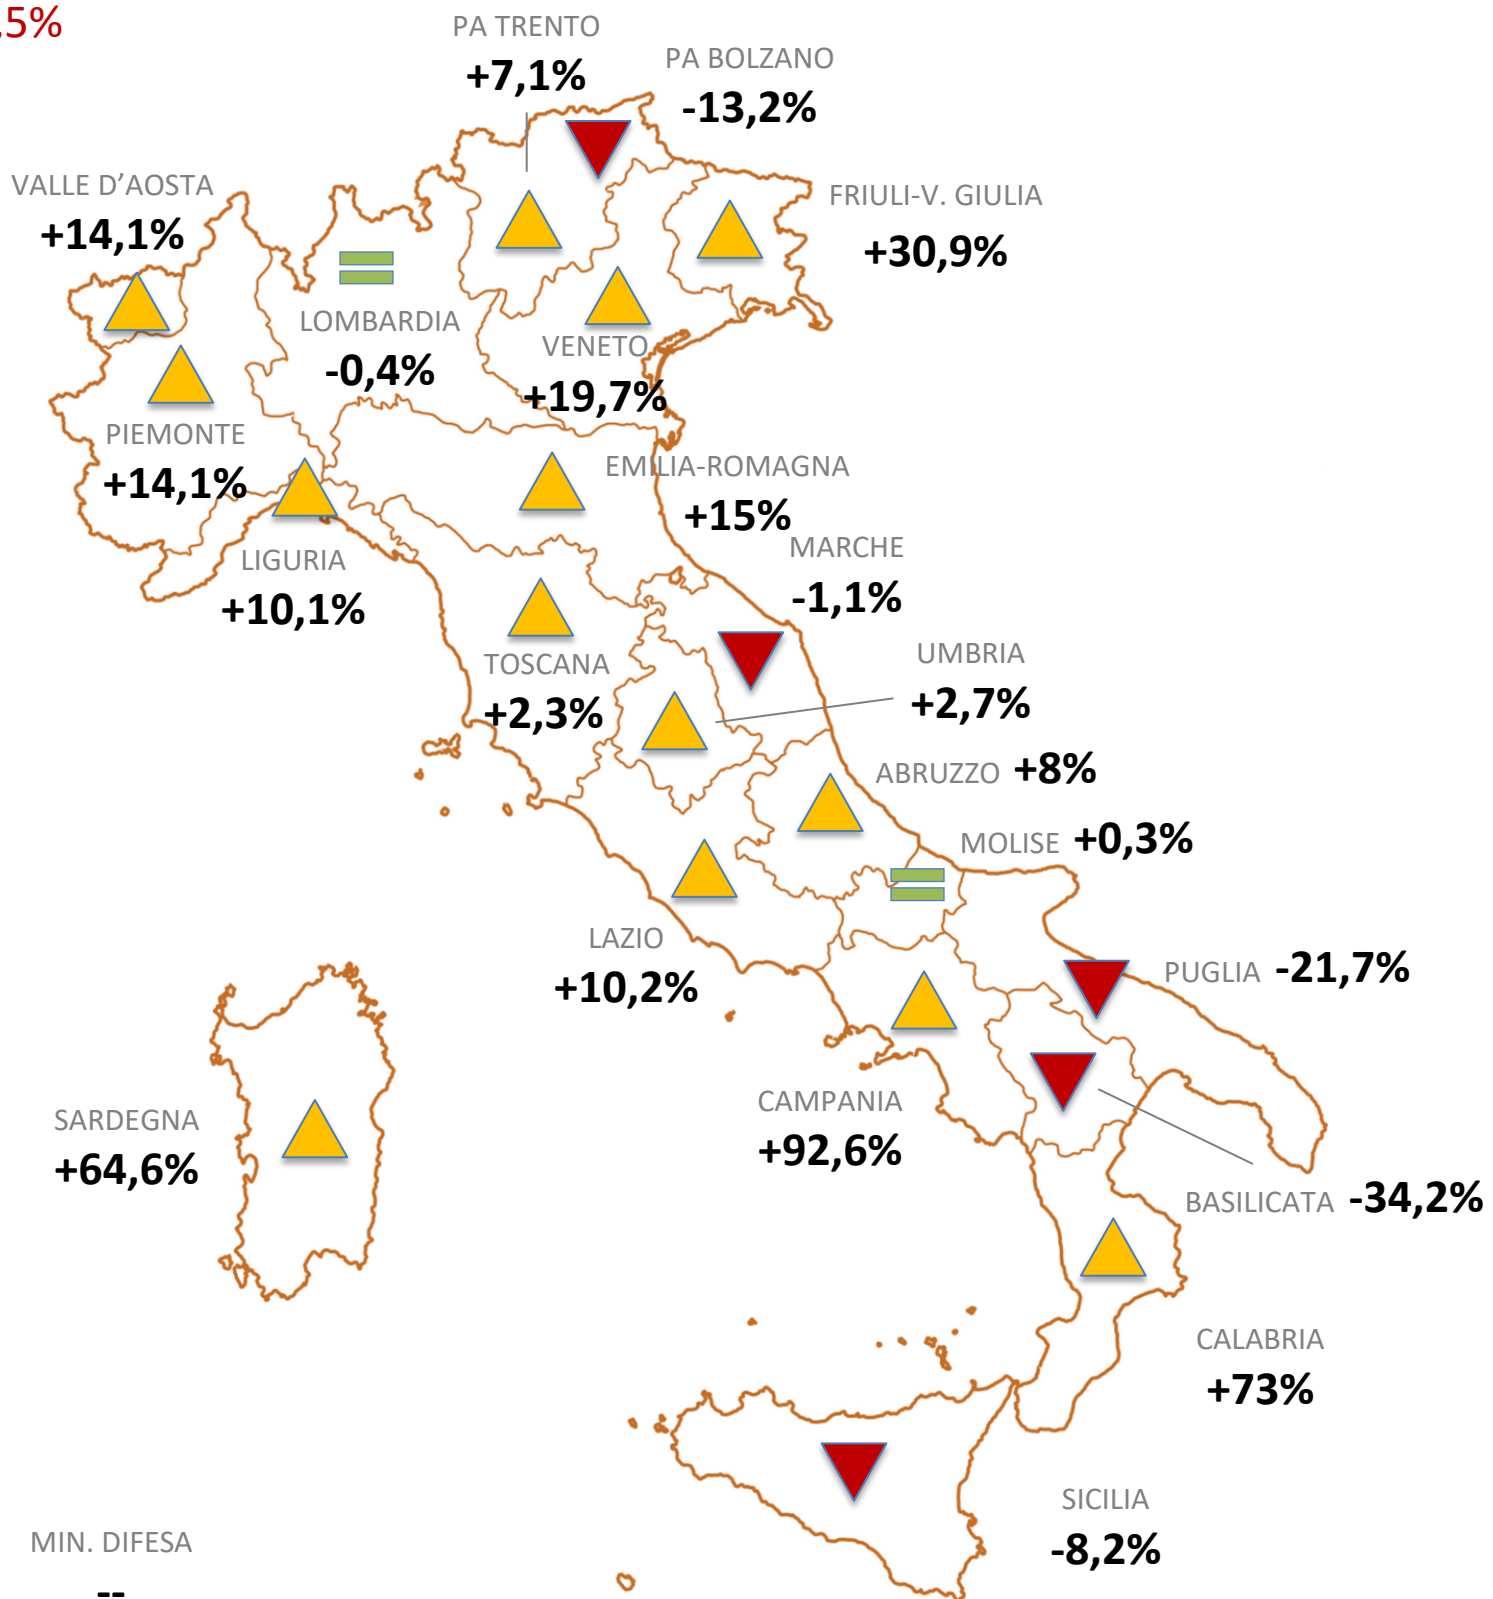 ,5%
PA TRENTO
+7,1%
PA BOLZANO
-13,2%
VALLE D’AOSTA
+14,1%
FRIULI-V. GIULIA
+30,9%
LOMBARDIA
-0,4%
VENETO
+19,7%
PIEMONTE
+14,1%
EMILIA-ROMAGNA
+15%
LIGURIA
+10,1%
MARCHE
-1,1%
TOSCANA
+2,3%
UMBRIA
+2,7%
ABRUZZO +8%
MOLISE +0,3%
LAZIO
+10,2%
PUGLIA -21,7%
CAMPANIA
+92,6%
SARDEGNA
+64,6%
BASILICATA -34,2%
CALABRIA
+73%
SICILIA
-8,2%
MIN. DIFESA
--